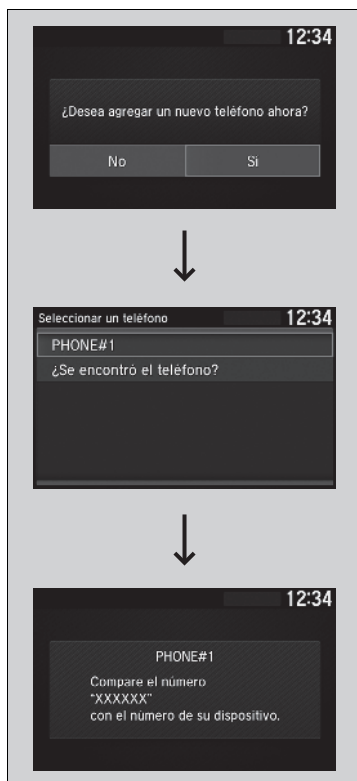 12:34
¿Desea agregar un nuevo teléfono ahora?
No Si
Seleccionar un teléfono 12:34
PHONE#1
¿Se encontró el teléfono?
12:34
PHONE#1
Compare el número
"XXXXXX"
con el número de su dispositivo.